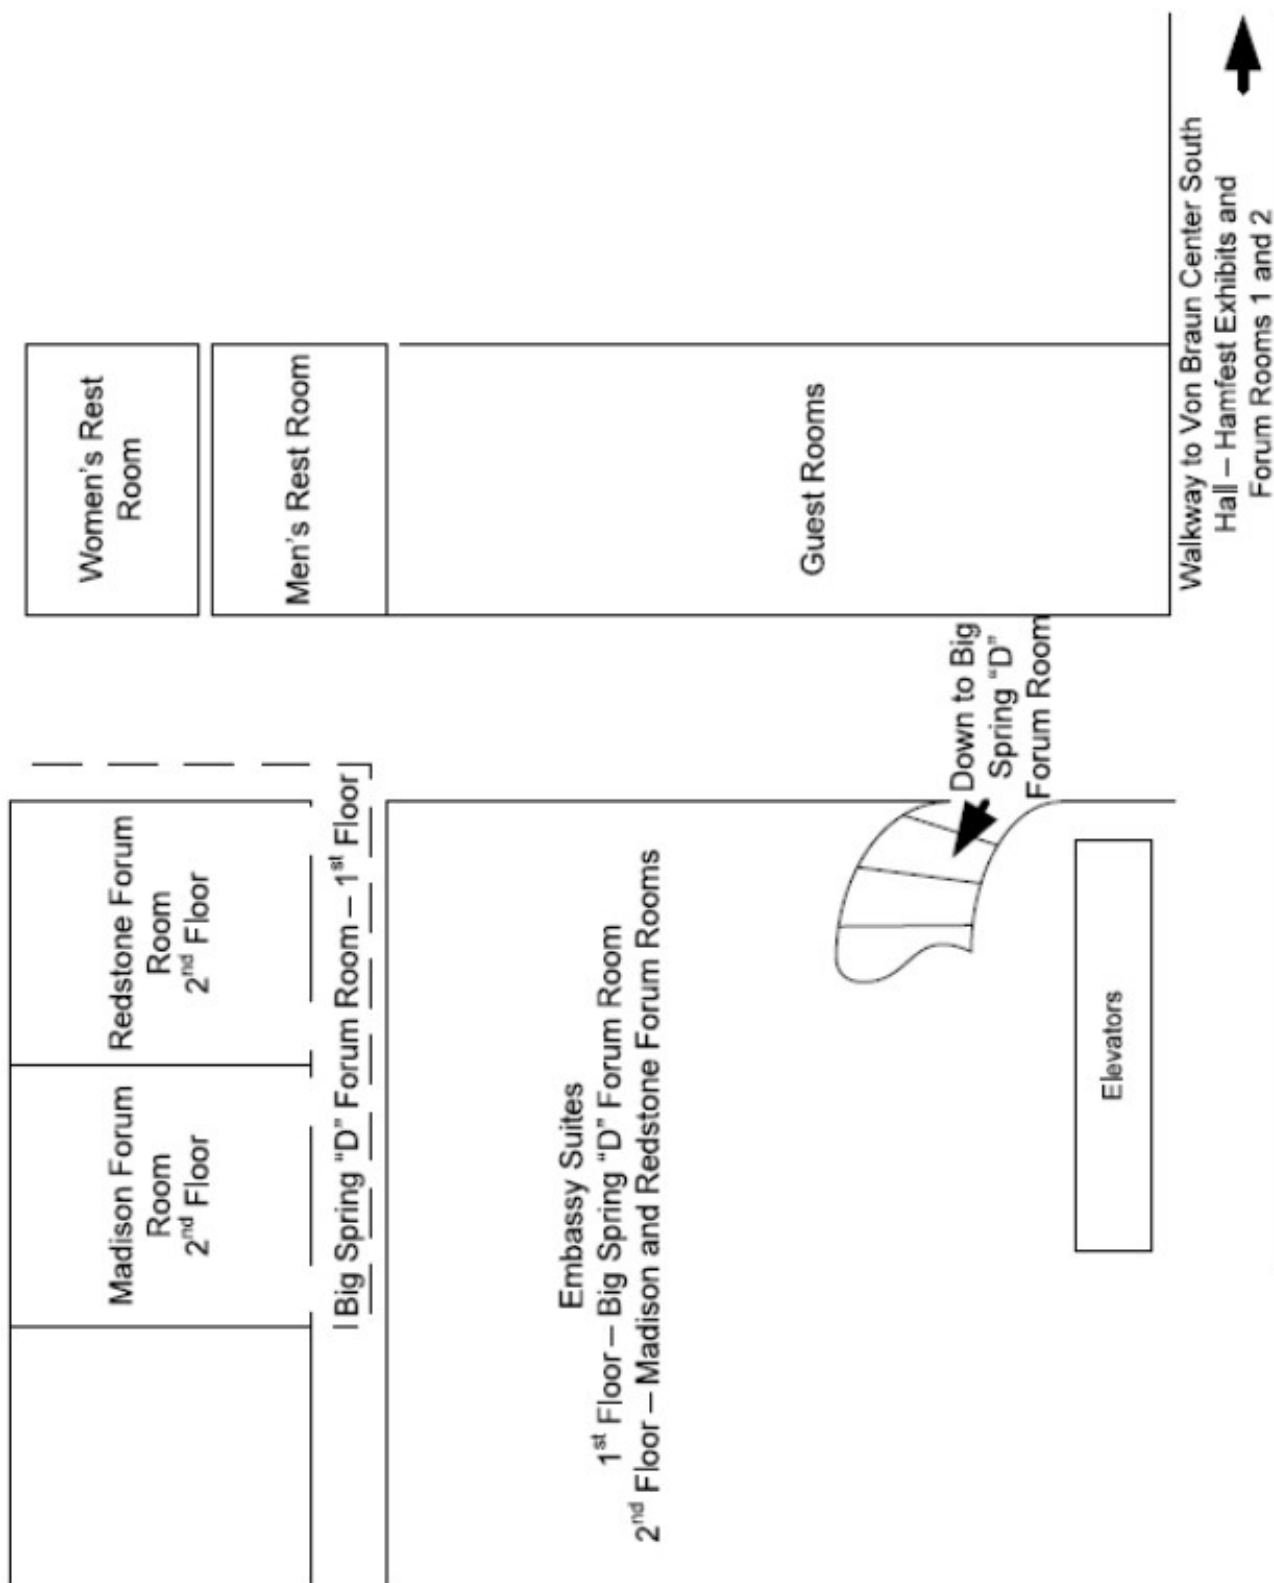 Women's Rest
Room
Men's Rest Room
Guest Rooms
Walkway to Von Braun Center South
Hall – Hamfest Exhibits and
Forum Rooms 1 and 2
Redstone Forum
Room
2nd Floor
Madison Forum
Room
2nd Floor
Big Spring “D” Forum Room – 1st Floor
Down to Big
Spring “D”
Forum Room
Embassy Suites
1st Floor – Big Spring “D” Forum Room
2nd Floor – Madison and Redstone Forum Rooms
Elevators